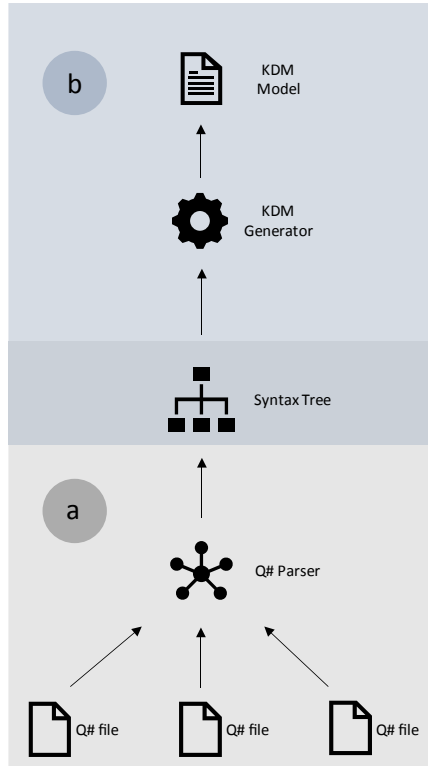 b
KDM
Model
KDM
Generator
Syntax Tree
a
Q# Parser
Q# file
Q# file
Q# file